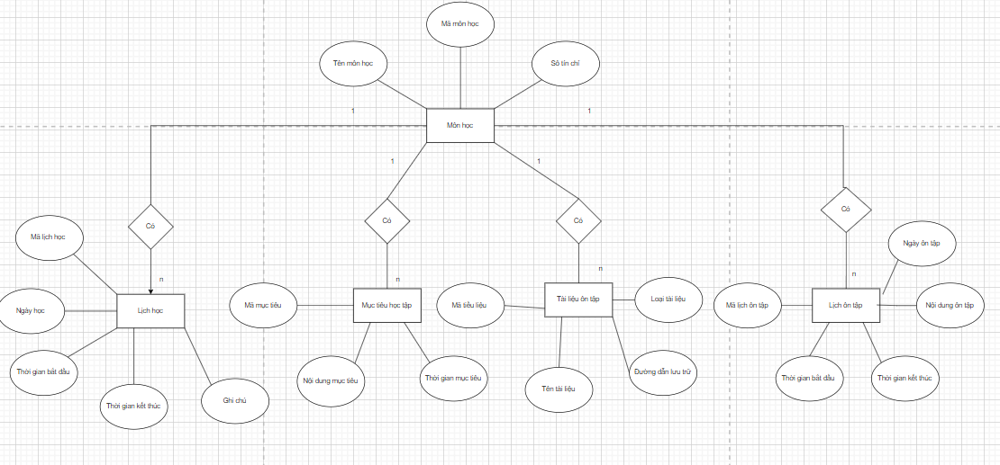 Mã môn học
Tên môn học
Số tín chỉ
1
1
Môn học
1
1
Có
Có
Có
Có
Mã lịch học
Ngày ôn tập
n
n
n
n
Ngày học
Lịch học
Mã mục tiêu
Mục tiêu học tập
Mã tiều liệu
Tài liệu ôn tập
Loại tài liệu
Mã lịch ôn tập
Lịch ôn tập
Nội dung ôn tập
Thời gian bắt đầu
Thời gian kết thúc
Ghi chú
Nội dung mục tiêu
Thời gian mục tiêu
Tên tài liệu
Đường dẫn lưu trữ
Thời gian bắt đầu
Thời gian kết thúc